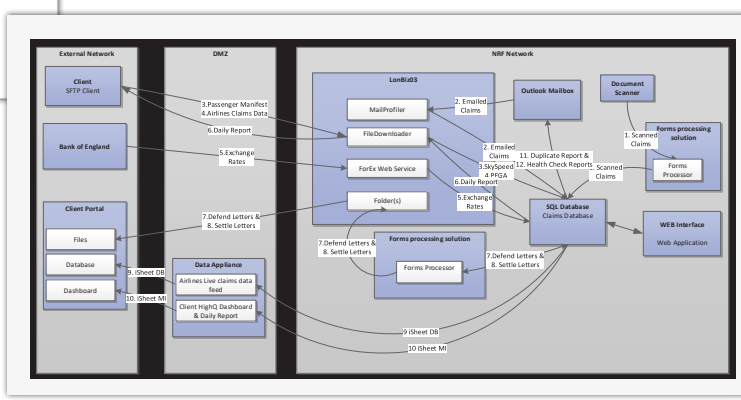 External Network
DMZ
NRF Network
Client
SFTP Client
Bank of England
Client Portal
Files
Database
Dashboard
3.Passenger Manifest
4.Airlines Claims Data
6.Daily Report
5.Exchange
Rates
7.Defend Letters &
8. Settle Letters
9. iSheet DB
10. iSheet MI
Data Appliance
Airlines Live claims data
feed
Client HighQ Dashboard
& Daily Report
LonBiz03
MailProfiler
FileDownloader
ForEx Web Service
Folder(s)
2. Emailed
Claims
Outlook Mailbox
Document
Scanner
1. Scanned
Claims
Forms processing
solution
Forms
Processor
2. Emailed
Claims
11. Duplicate Report &
12. Health Check Reports
3.SkySpeed
4.PFGA
6.Daily Report
5.Exchange
Rates
Scanned
Claims
SQL Database
Claims Database
WEB Interface
Web Application
7.Defend Letters &
8. Settle Letters
Forms processing solution
Forms Processor
7.Defend Letters &
8. Settle Letters
9 iSheet DB
10 iSheet MI